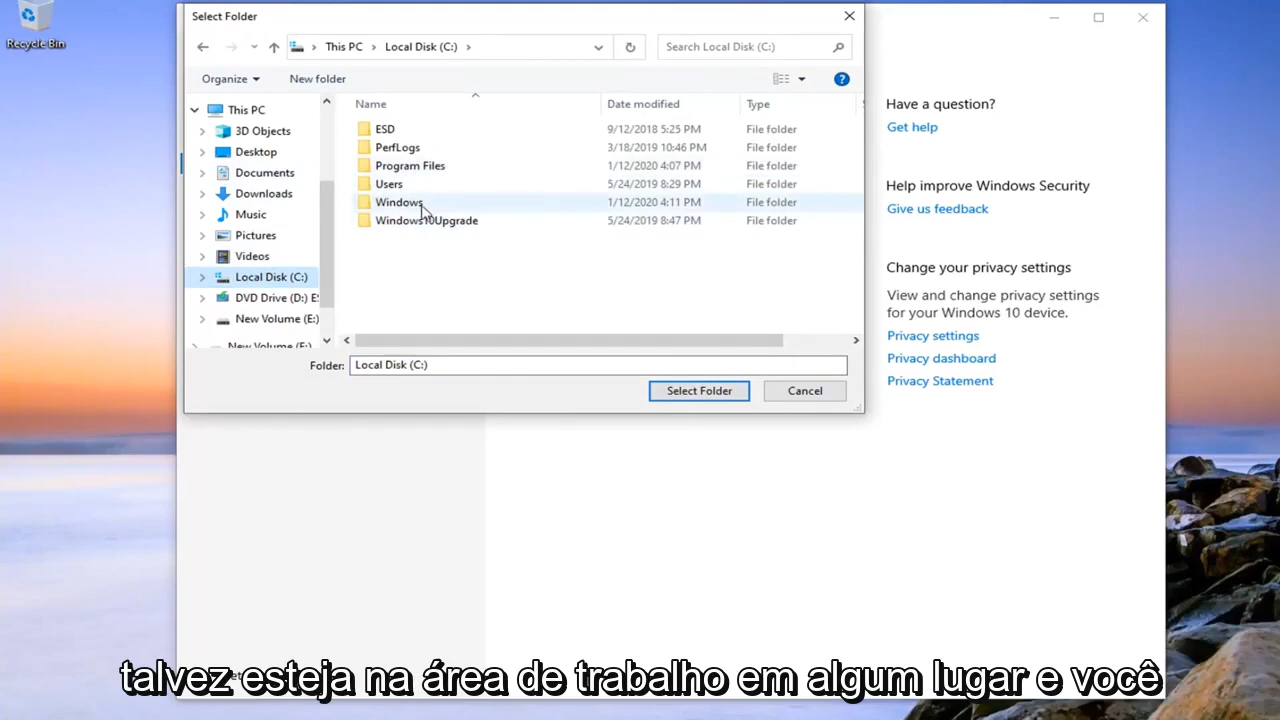 Recycle Bin
Select Folder
This PC
Local Disk (C:)
Search Local Disk (C:)
Organize
New folder
?
This PC
3D Objects
Desktop
Documents
Downloads
Music
Pictures
Videos
Local Disk (C:)
DVD Drive (D:) E
New Volume (E:)
New Volume (E:)
Name Date modified Type
ESD 9/12/2018 5:25 PM File folder
PerfLogs 3/18/2019 10:46 PM File folder
Program Files 1/12/2020 4:07 PM File folder
Users 5/24/2019 8:29 PM File folder
Windows 1/12/2020 4:11 PM File folder
Windows10Upgrade 5/24/2019 8:47 PM File folder
Folder: Local Disk (C:)
Select Folder Cancel
Have a question?
Get help
Help improve Windows Security
Give us feedback
Change your privacy settings
View and change privacy settings
for your Windows 10 device.
Privacy settings
Privacy dashboard
Privacy Statement
talvez esteja na área de trabalho em algum lugar e você